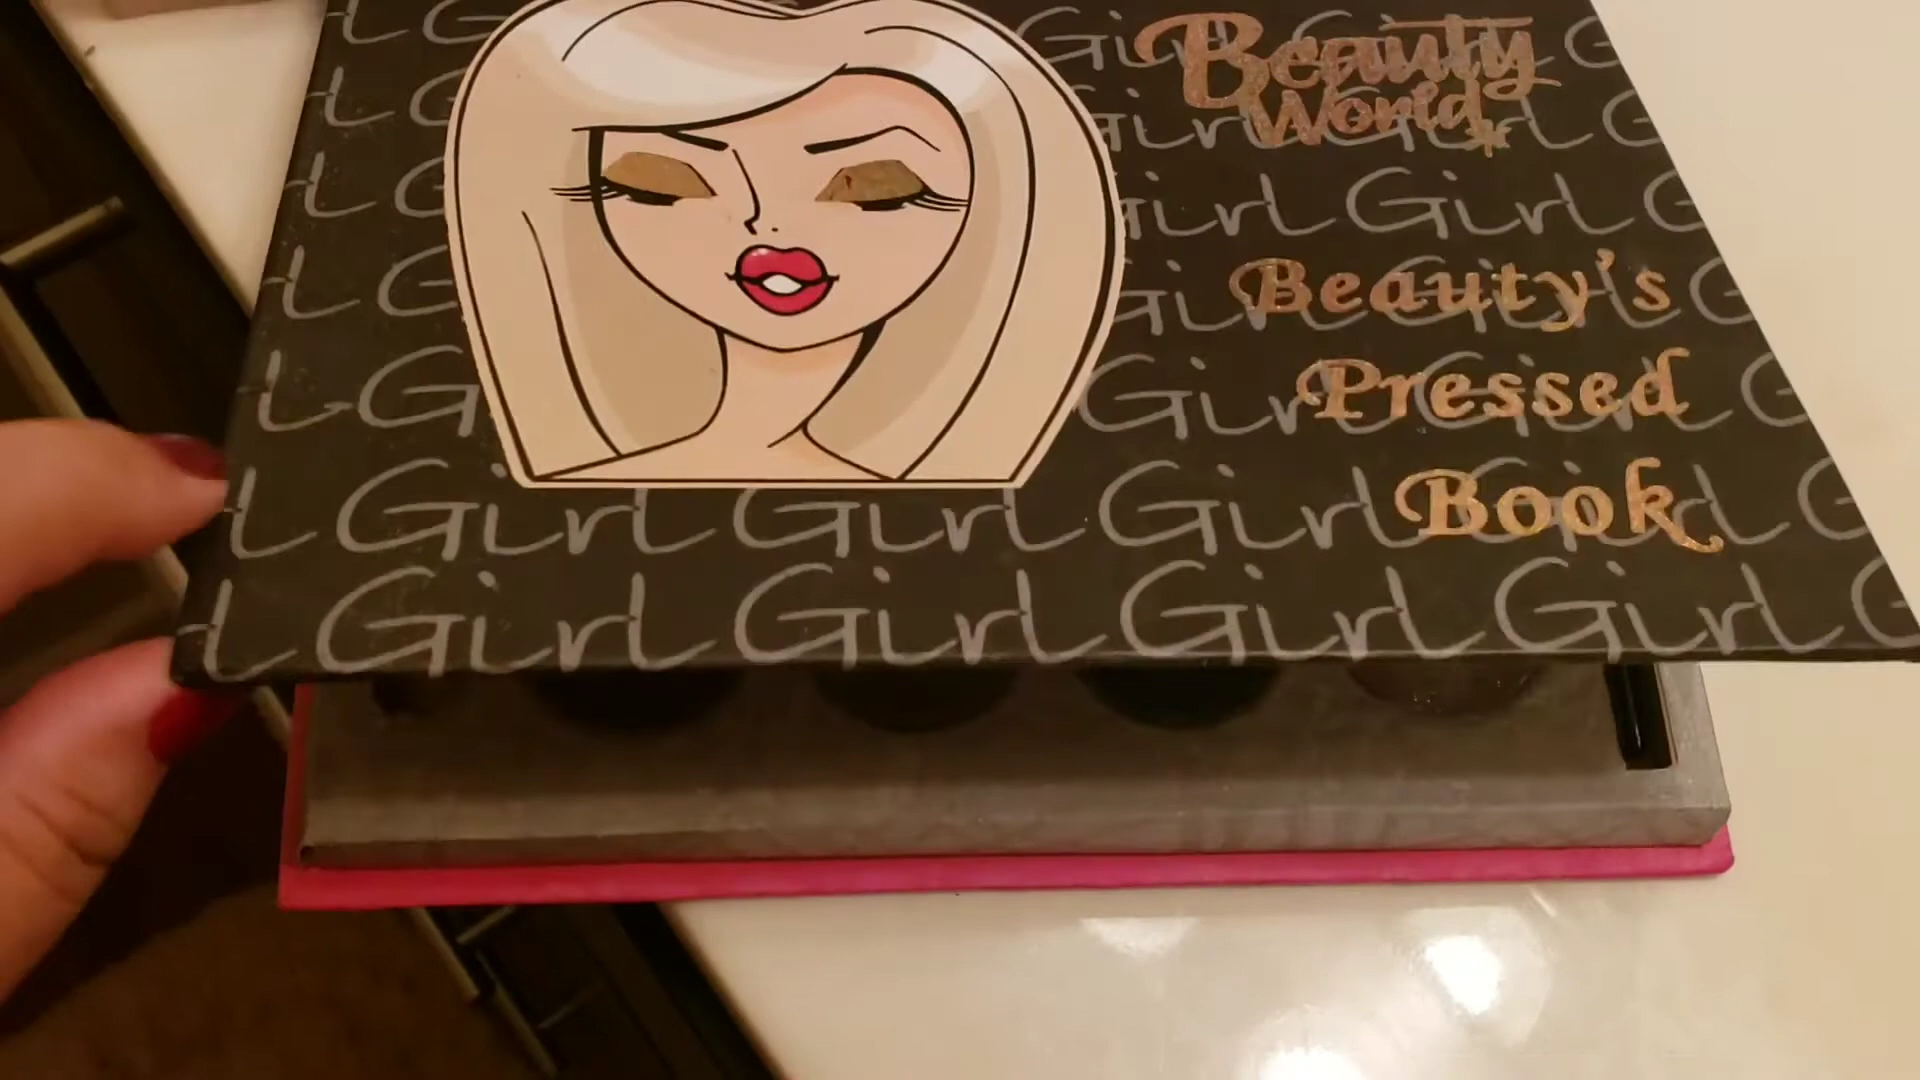 Beauty
World
Beauty's
Pressed
Book
L Girl Girl Girl L
Girl Girl Girl Girl